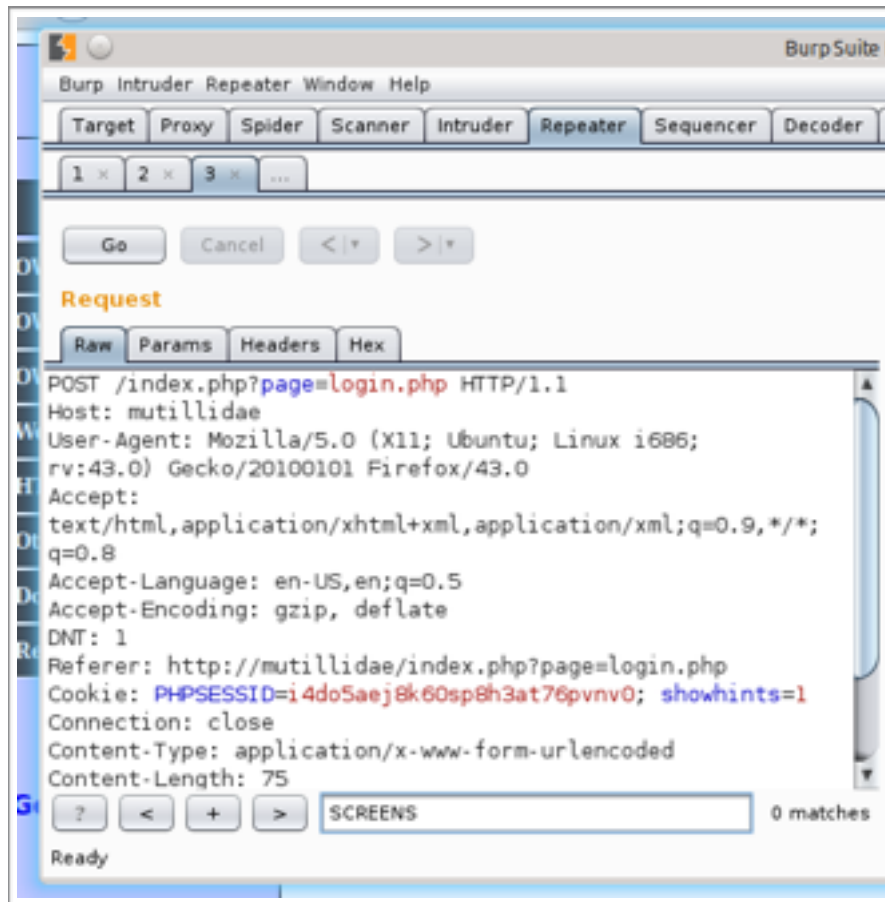 Burp Suite
Burp Intruder Repeater Window Help
Target Proxy Spider Scanner Intruder Repeater Sequencer Decoder
1 × 2 × 3 × ...
Go Cancel < ▾ > ▾
Request
Raw Params Headers Hex
POST /index.php?page=login.php HTTP/1.1
Host: mutillidae
User-Agent: Mozilla/5.0 (X11; Ubuntu; Linux i686;
rv:43.0) Gecko/20100101 Firefox/43.0
Accept:
text/html,application/xhtml+xml,application/xml;q=0.9,*/*;
q=0.8
Accept-Language: en-US,en;q=0.5
Accept-Encoding: gzip, deflate
DNT: 1
Referer: http://mutillidae/index.php?page=login.php
Cookie: PHPSESSID=i4do5aej8k60sp8h3at76pvnv0; showhints=1
Connection: close
Content-Type: application/x-www-form-urlencoded
Content-Length: 75
? < + > SCREENS 0 matches
Ready